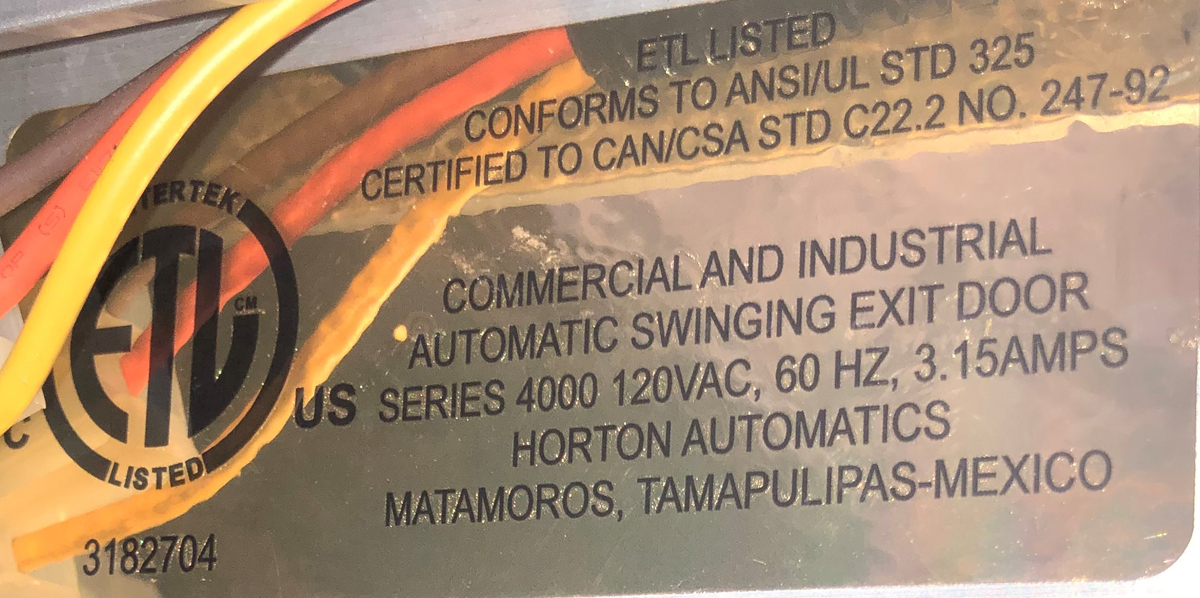 ETL LISTED
CONFORMS TO ANSI/UL STD 325
CERTIFIED TO CAN/CSA STD C22.2 NO. 247-92
COMMERCIAL AND INDUSTRIAL
AUTOMATIC SWINGING EXIT DOOR
SERIES 4000 120VAC, 60 HZ, 3.15AMPS
HORTON AUTOMATICS
MATAMOROS, TAMAPULIPAS-MEXICO
ETL CM
LISTED
C US
3182704